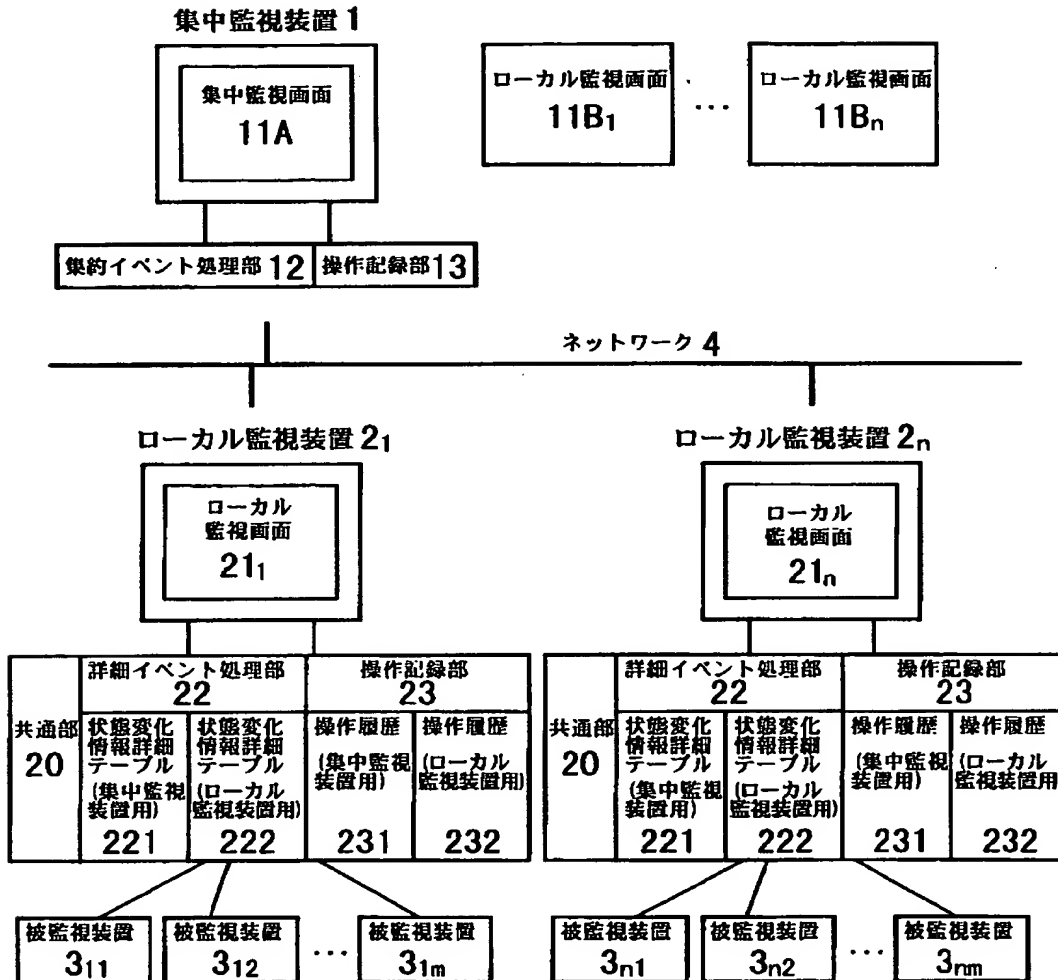 集中監視装置 1
集中監視画面
11A
ローカル監視画面
11B1
...
ローカル監視画面
11Bn
集約イベント処理部 12
操作記録部 13
ネットワーク 4
ローカル監視装置 21
ローカル
監視画面
211
詳細イベント処理部
22
操作記録部
23
共通部
20
状態変化
情報詳細
テーブル
(集中監視
装置用)
221
状態変化
情報詳細
テーブル
(ローカル
監視装置用)
222
操作履歴
(集中監視
装置用)
231
操作履歴
(ローカル
監視装置用)
232
被監視装置
311
被監視装置
312
...
被監視装置
31m
ローカル監視装置 2n
ローカル
監視画面
21n
詳細イベント処理部
22
操作記録部
23
共通部
20
状態変化
情報詳細
テーブル
(集中監視
装置用)
221
状態変化
情報詳細
テーブル
(ローカル
監視装置用)
222
操作履歴
(集中監視
装置用)
231
操作履歴
(ローカル
監視装置用)
232
被監視装置
3n1
被監視装置
3n2
...
被監視装置
3nm